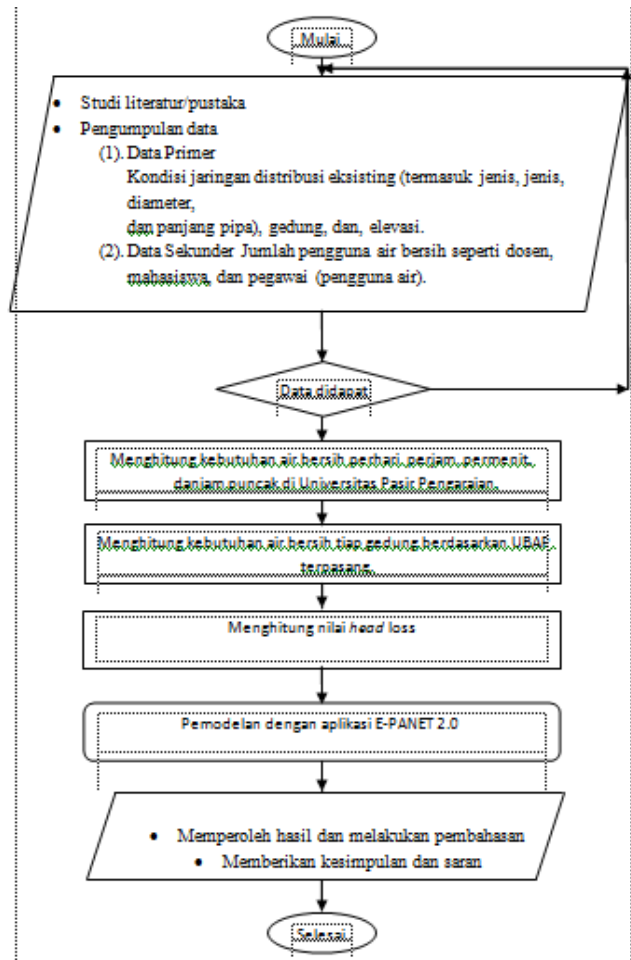 Mulai
• Studi literatur/pustaka
• Pengumpulan data
(1). Data Primer
Kondisi jaringan distribusi eksisting (termasuk jenis, jenis,
diameter,
dan panjang pipa), gedung, dan, elevasi.
(2). Data Sekunder Jumlah pengguna air bersih seperti dosen,
mahasiswa, dan pegawai (pengguna air).
Data didapat
Menghitung kebutuhan air bersih perhari, perjam, permenit,
danjam puncak di Universitas Pasir Pengaraian.
Menghitung kebutuhan air bersih tiap gedung berdasarkan UBAP
terpasang.
Menghitung nilai head loss
Pemodelan dengan aplikasi E-PANET 2.0
• Memperoleh hasil dan melakukan pembahasan
• Memberikan kesimpulan dan saran
Selesai